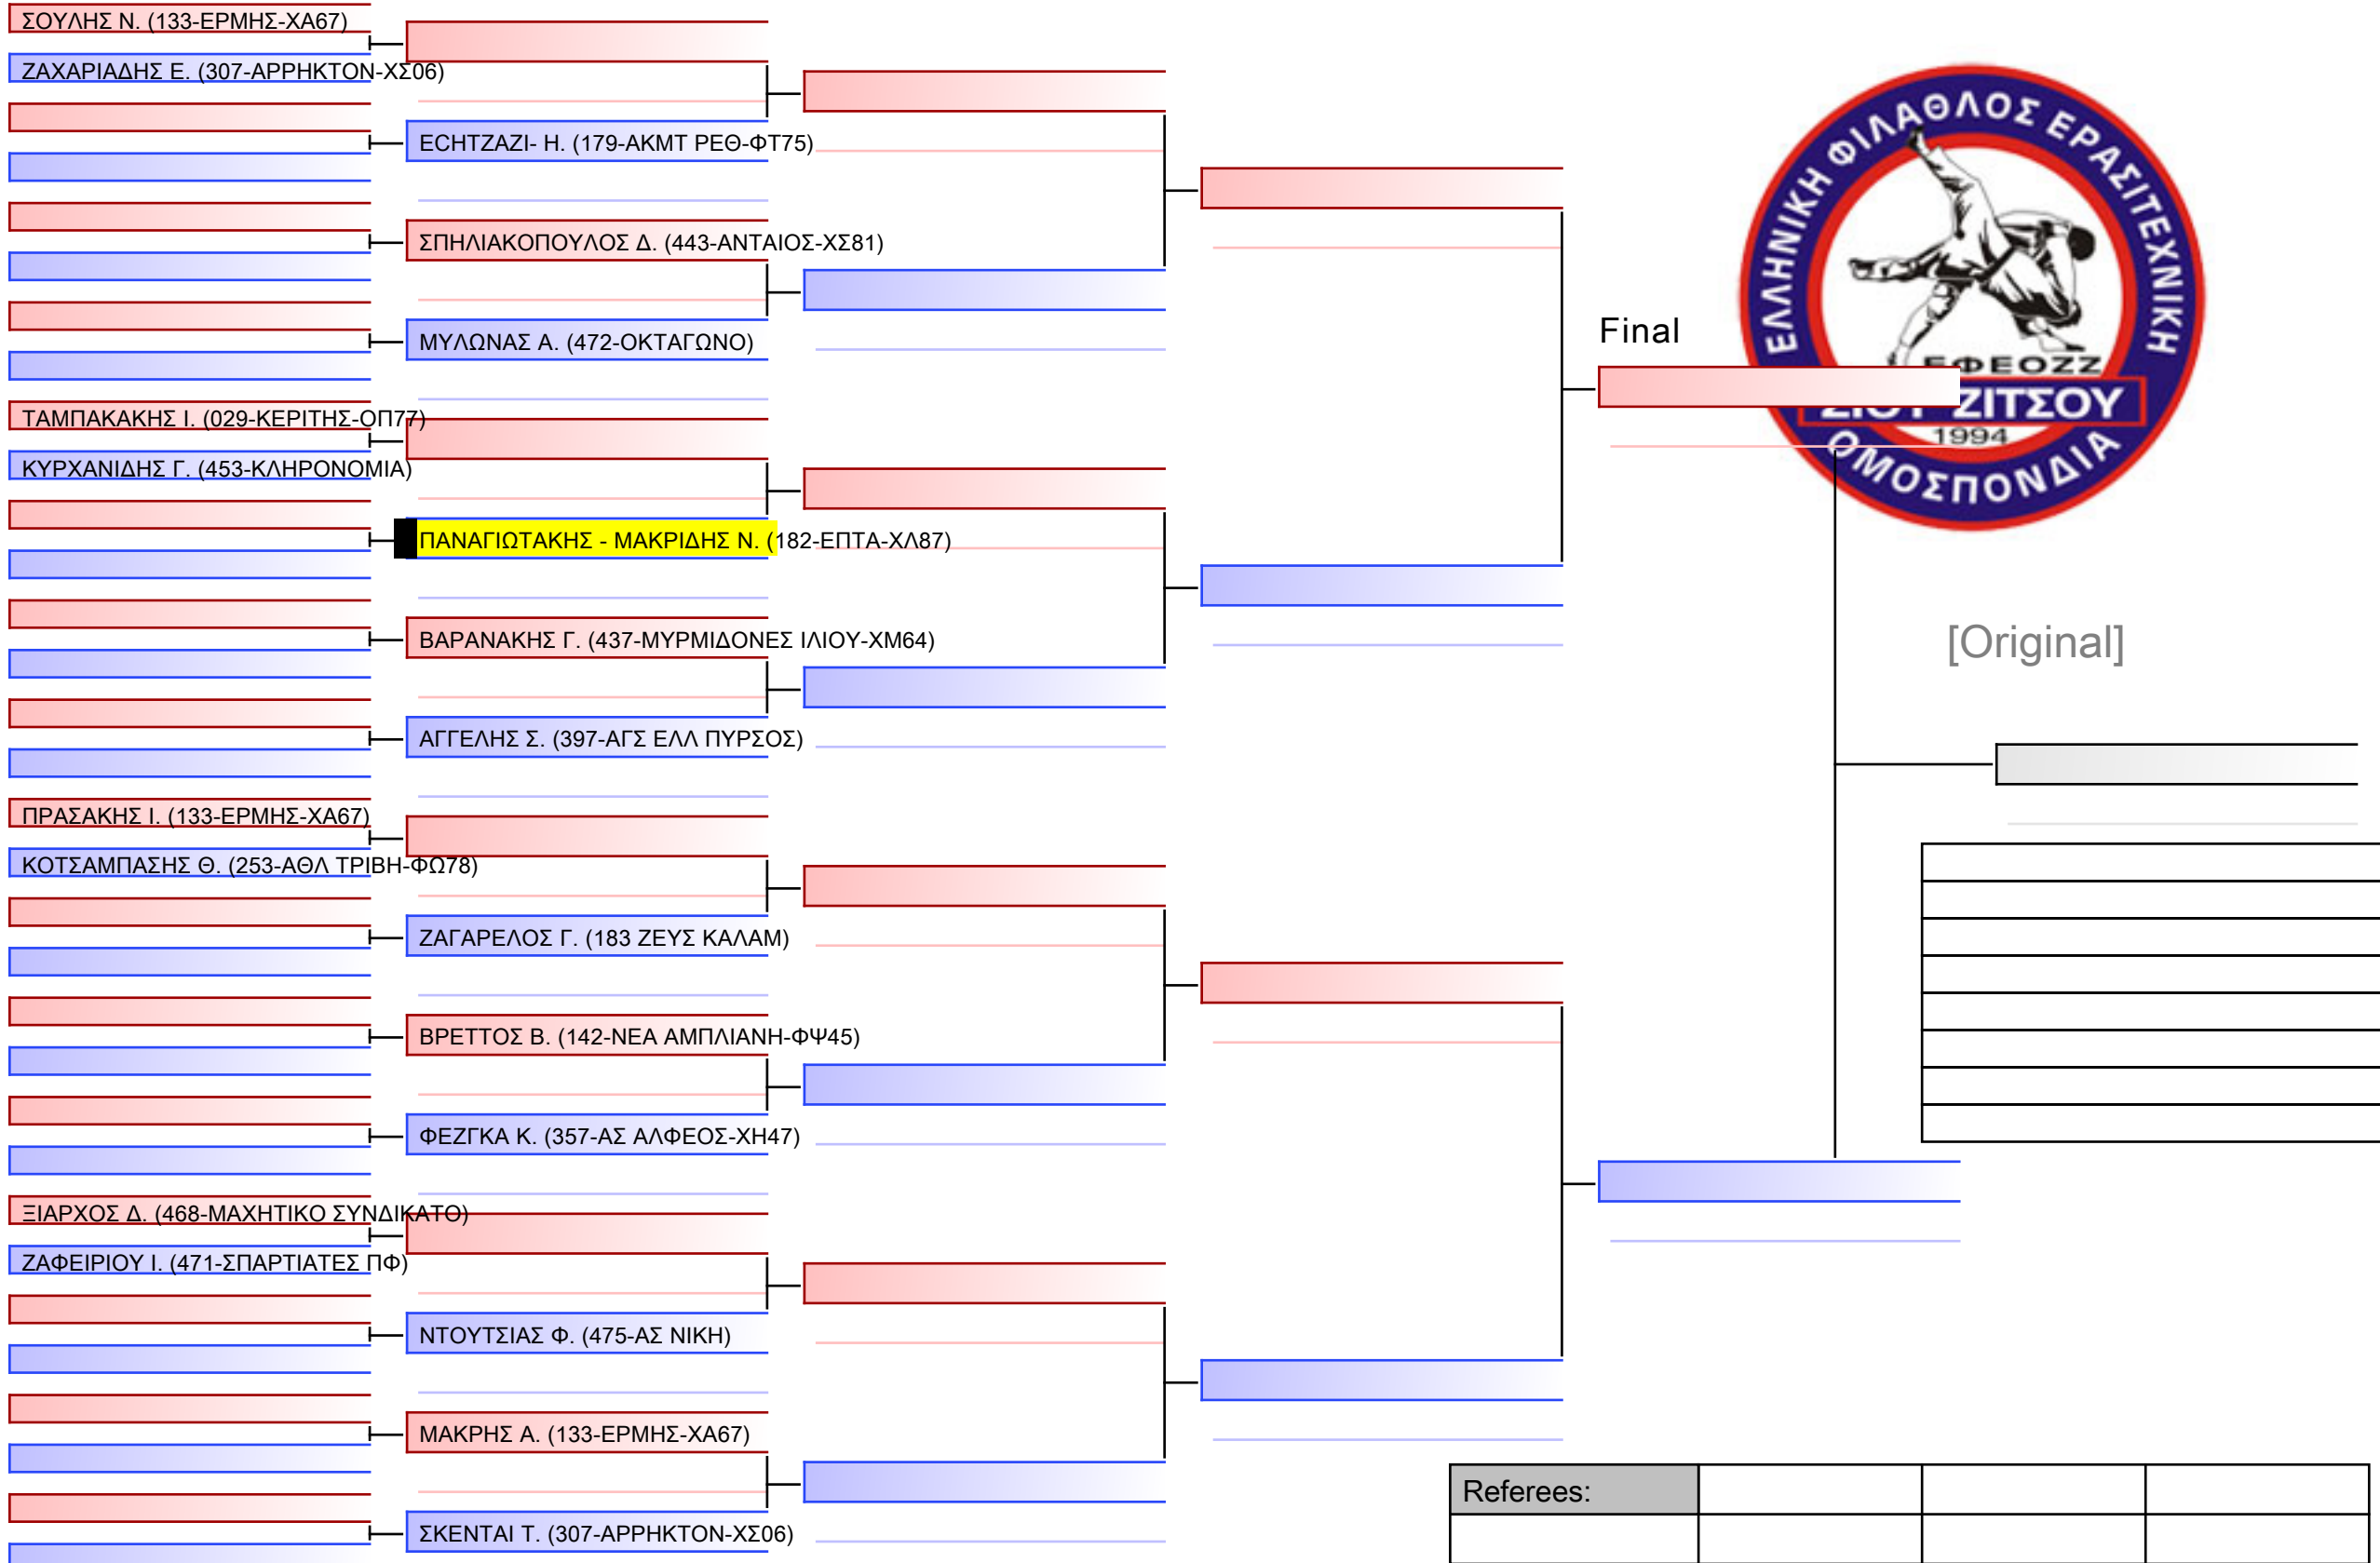 ΣΟΥΛΗΣ Ν. (133-ΕΡΜΗΣ-ΧΑ67)
ΖΑΧΑΡΙΑΔΗΣ Ε. (307-ΑΡΡΗΚΤΟΝ-ΧΣ06)
ECHTZAZI- H. (179-ΑΚΜΤ ΡΕΘ-ΦΤ75)
ΣΠΗΛΙΑΚΟΠΟΥΛΟΣ Δ. (443-ΑΝΤΑΙΟΣ-ΧΣ81)
ΜΥΛΩΝΑΣ Α. (472-ΟΚΤΑΓΩΝΟ)
ΤΑΜΠΑΚΑΚΗΣ Ι. (029-ΚΕΡΙΤΗΣ-ΟΠ77)
ΚΥΡΧΑΝΙΔΗΣ Γ. (453-ΚΛΗΡΟΝΟΜΙΑ)
ΠΑΝΑΓΙΩΤΑΚΗΣ - ΜΑΚΡΙΔΗΣ Ν. (182-ΕΠΤΑ-ΧΛ87)
ΒΑΡΑΝΑΚΗΣ Γ. (437-ΜΥΡΜΙΔΟΝΕΣ ΙΛΙΟΥ-ΧΜ64)
ΑΓΓΕΛΗΣ Σ. (397-ΑΓΣ ΕΛΛ ΠΥΡΣΟΣ)
ΠΡΑΣΑΚΗΣ Ι. (133-ΕΡΜΗΣ-ΧΑ67)
ΚΟΤΣΑΜΠΑΣΗΣ Θ. (253-ΑΘΛ ΤΡΙΒΗ-ΦΩ78)
ΖΑΓΑΡΕΛΟΣ Γ. (183 ΖΕΥΣ ΚΑΛΑΜ)
ΒΡΕΤΤΟΣ Β. (142-ΝΕΑ ΑΜΠΛΙΑΝΗ-ΦΨ45)
ΦΕΖΓΚΑ Κ. (357-ΑΣ ΑΛΦΕΟΣ-ΧΗ47)
ΞΙΑΡΧΟΣ Δ. (468-ΜΑΧΗΤΙΚΟ ΣΥΝΔΙΚΑΤΟ)
ΖΑΦΕΙΡΙΟΥ Ι. (471-ΣΠΑΡΤΙΑΤΕΣ ΠΦ)
ΝΤΟΥΤΣΙΑΣ Φ. (475-ΑΣ ΝΙΚΗ)
ΜΑΚΡΗΣ Α. (133-ΕΡΜΗΣ-ΧΑ67)
ΣΚΕΝΤΑΙ Τ. (307-ΑΡΡΗΚΤΟΝ-ΧΣ06)
Final
ΕΛΛΗΝΙΚΗ ΦΙΛΑΘΛΟΣ ΕΡΑΣΙΤΕΧΝΙΚΗ
ΕΦΕΟΖΖ
ΖΙΤΣΟΥ
1994
ΟΜΟΣΠΟΝΔΙΑ
[Original]
Referees: